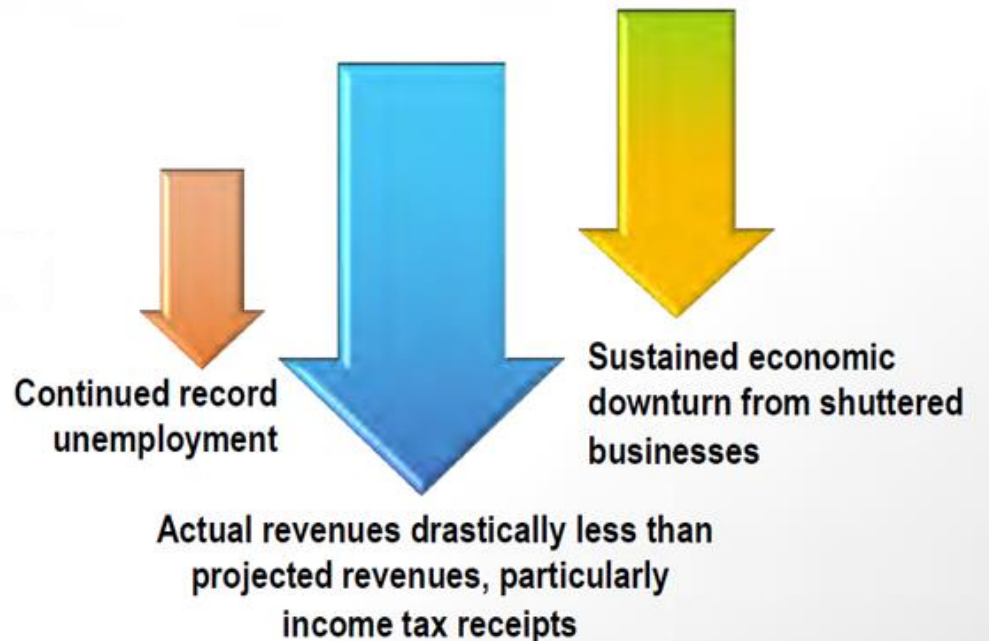 Continued record
unemployment
Sustained economic
downturn from shuttered
businesses
Actual revenues drastically less than
projected revenues, particularly
income tax receipts